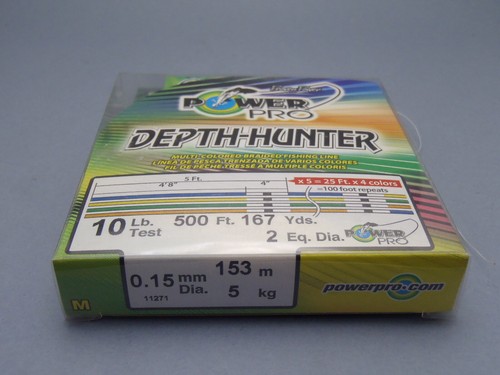 POWER
PRO
DEPTH-HUNTER
MULTI-COLORED BRAIDED FISHING LINE
LÍNEA DE PESCA TRENZADA DE VARIOS COLORES
FIL DE PÊCHE TRESSÉ A MULTIPLE COLORIS
5 Ft.
4'8" 4" x 5 = 25 Ft. x 4 colors
=100 foot repeats
10 Lb. Test 500 Ft. 167 Yds.
2 Eq. Dia. POWER PRO
0.15 mm Dia. 153 m
11271 5 kg
M
powerpro.com